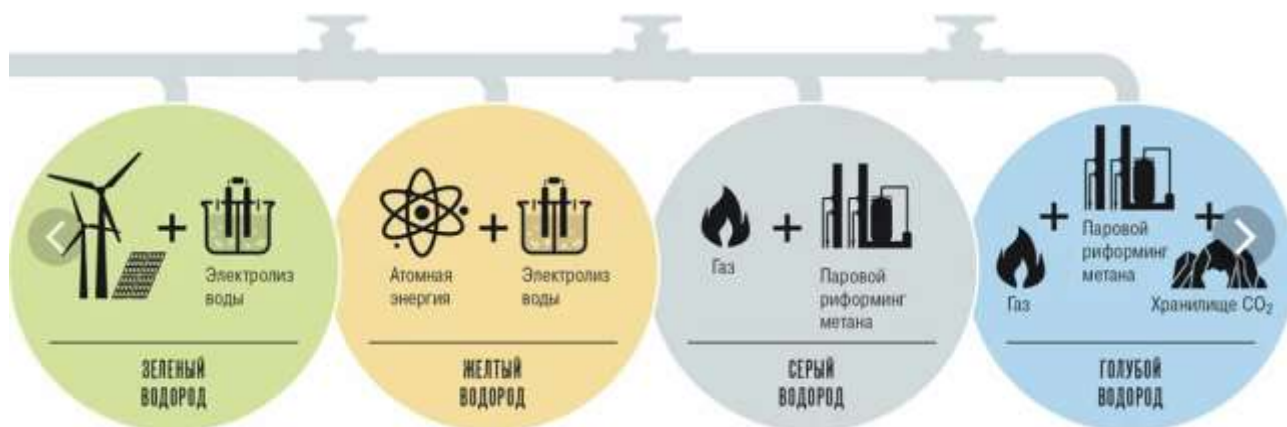 Электролиз
воды
ЗЕЛЕНЫЙ
ВОДОРОД
Атомная
энергия
Электролиз
воды
ЖЕЛТЫЙ
ВОДОРОД
Газ
Паровой
риформинг
метана
СЕРЫЙ
ВОДОРОД
Газ
Паровой
риформинг
метана
Хранилище CO₂
ГОЛУБОЙ
ВОДОРОД